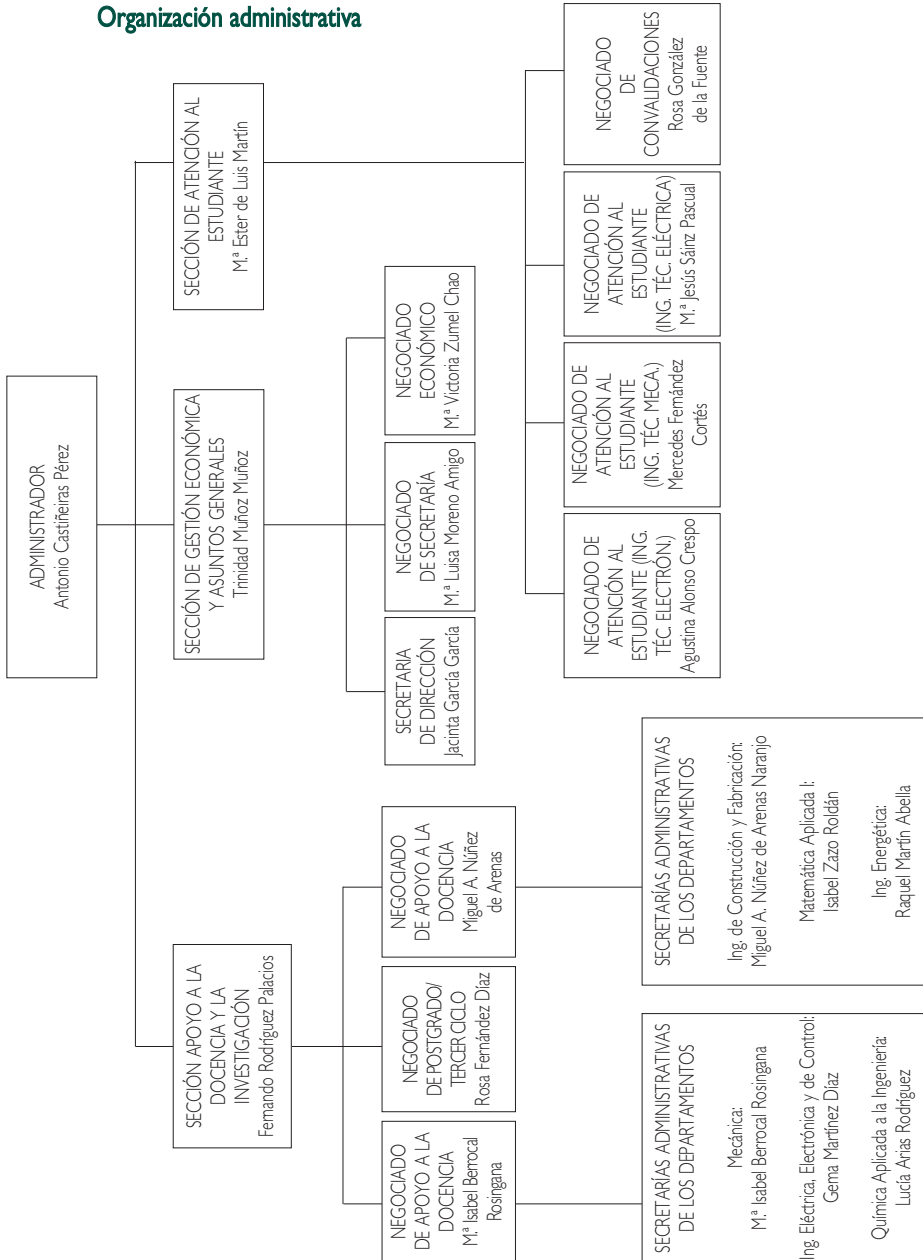 Organización administrativa
ADMINISTRADOR
Antonio Castiñeiras Pérez
SECCIÓN APOYO A LA
DOCENCIA Y LA
INVESTIGACIÓN
Fernando Rodríguez Palacios
SECCIÓN DE GESTIÓN ECONÓMICA
Y ASUNTOS GENERALES
Trinidad Muñoz Muñoz
SECCIÓN DE ATENCIÓN AL
ESTUDIANTE
M.ª Ester de Luis Martín
NEGOCIADO
DE APOYO A LA
DOCENCIA
M.ª Isabel Berrocal
Rosingana
NEGOCIADO
DE POSTGRADO/
TERCER CICLO
Rosa Fernández Díaz
NEGOCIADO
DE APOYO A LA
DOCENCIA
Miguel A. Núñez
de Arenas
SECRETARIA
DE DIRECCIÓN
Jacinta García García
NEGOCIADO
DE SECRETARÍA
M.ª Luisa Moreno Amigo
NEGOCIADO
ECONÓMICO
M.ª Victoria Zumel Chao
NEGOCIADO DE
ATENCIÓN AL
ESTUDIANTE (ING.
TÉC. ELECTRÓN.)
Agustina Alonso Crespo
NEGOCIADO DE
ATENCIÓN AL
ESTUDIANTE
(ING. TÉC. MECA.)
Mercedes Fernández
Cortés
NEGOCIADO DE
ATENCIÓN AL
ESTUDIANTE
(ING. TÉC. ELÉCTRICA)
M.ª Jesús Sáinz Pascual
NEGOCIADO
DE
CONVALIDACIONES
Rosa González
de la Fuente
SECRETARÍAS ADMINISTRATIVAS
DE LOS DEPARTAMENTOS
Mecánica:
M.ª Isabel Berrocal Rosingana
Ing. Eléctrica, Electrónica y de Control:
Gema Martínez Díaz
Química Aplicada a la Ingeniería:
Lucía Arias Rodríguez
SECRETARÍAS ADMINISTRATIVAS
DE LOS DEPARTAMENTOS
Ing. de Construcción y Fabricación:
Miguel A. Núñez de Arenas Naranjo
Matemática Aplicada I:
Isabel Zazo Roldán
Ing. Energética:
Raquel Martín Abella